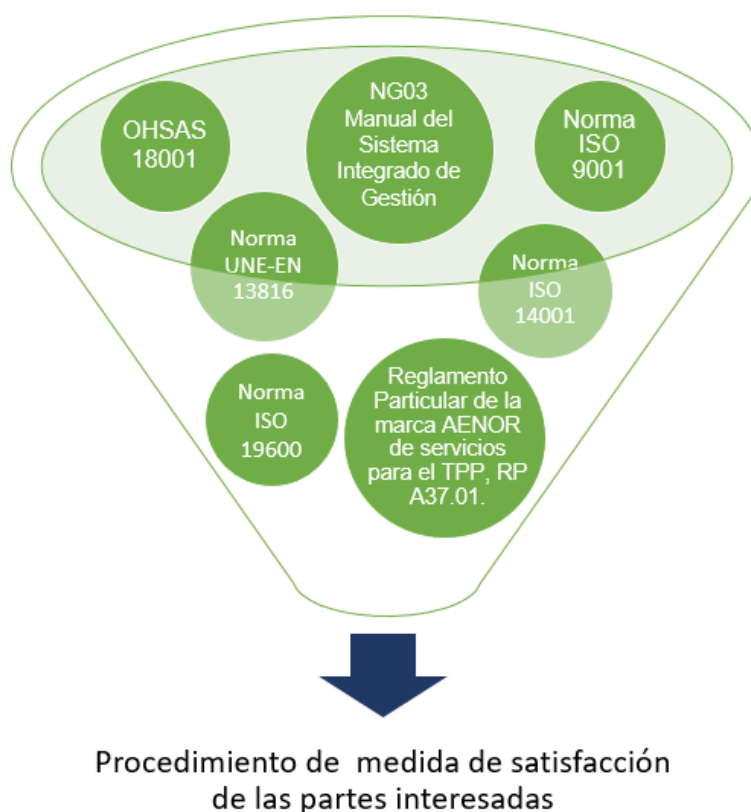 OHSAS
18001
NG03
Manual del
Sistema
Integrado de
Gestión
Norma
ISO
9001
Norma
UNE-EN
13816
Norma
ISO
14001
Norma
ISO
19600
Reglamento
Particular de la
marca AENOR
de servicios
para el TPP, RP
A37.01.
Procedimiento de medida de satisfacción
de las partes interesadas